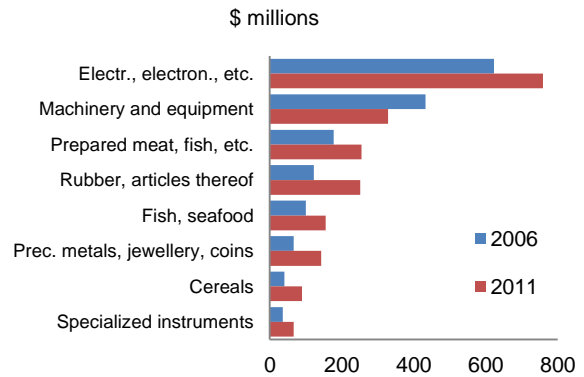 $ millions
Electr., electron., etc.
Machinery and equipment
Prepared meat, fish, etc.
Rubber, articles thereof
Fish, seafood
Prec. metals, jewellery, coins
Cereals
Specialized instruments
2006
2011
0 200 400 600 800